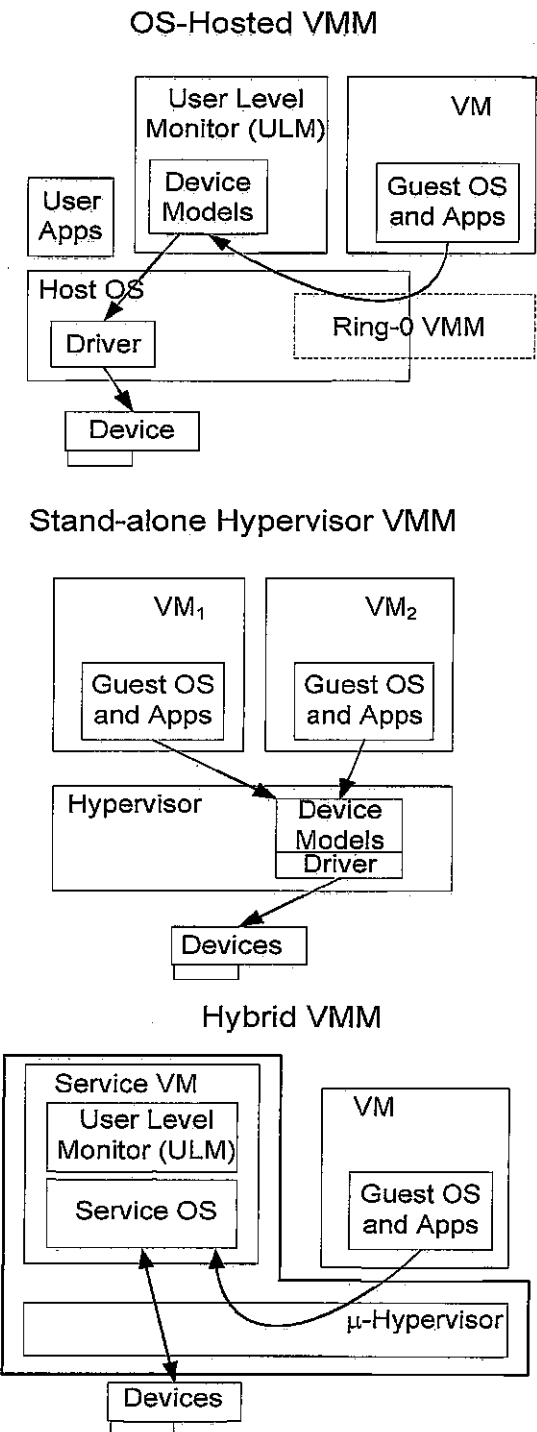 OS-Hosted VMM
User Level
Monitor (ULM)
VM
User
Apps
Device
Models
Guest OS
and Apps
Host OS
Ring-0 VMM
Driver
Device
Stand-alone Hypervisor VMM
VM₁
VM₂
Guest OS
and Apps
Guest OS
and Apps
Hypervisor
Device
Models
Driver
Devices
Hybrid VMM
Service VM
User Level
Monitor (ULM)
VM
Service OS
Guest OS
and Apps
μ-Hypervisor
Devices